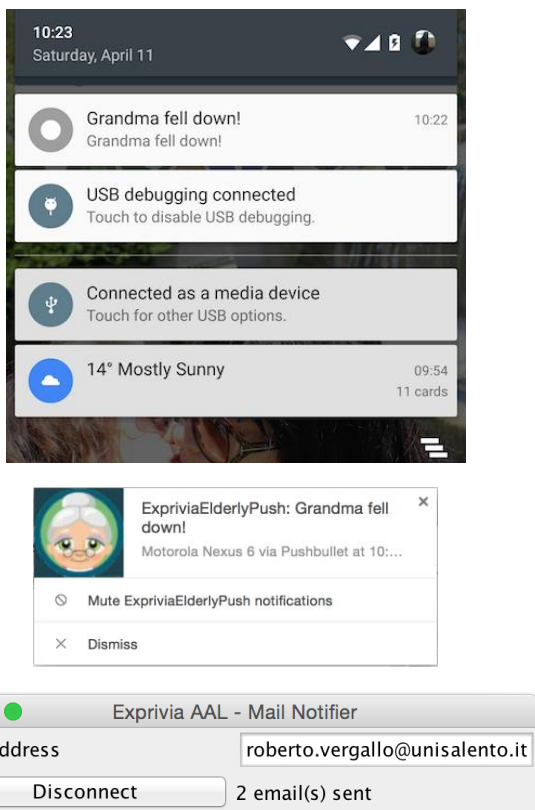 10:23
Saturday, April 11
Grandma fell down! 10:22
Grandma fell down!
USB debugging connected
Touch to disable USB debugging.
Connected as a media device
Touch for other USB options.
14° Mostly Sunny 09:54
11 cards
ExpriviaElderlyPush: Grandma fell
down!
Motorola Nexus 6 via Pushbullet at 10:...
Mute ExpriviaElderlyPush notifications
Dismiss
Exprivia AAL - Mail Notifier
ddress roberto.vergallo@unisalento.it
Disconnect 2 email(s) sent